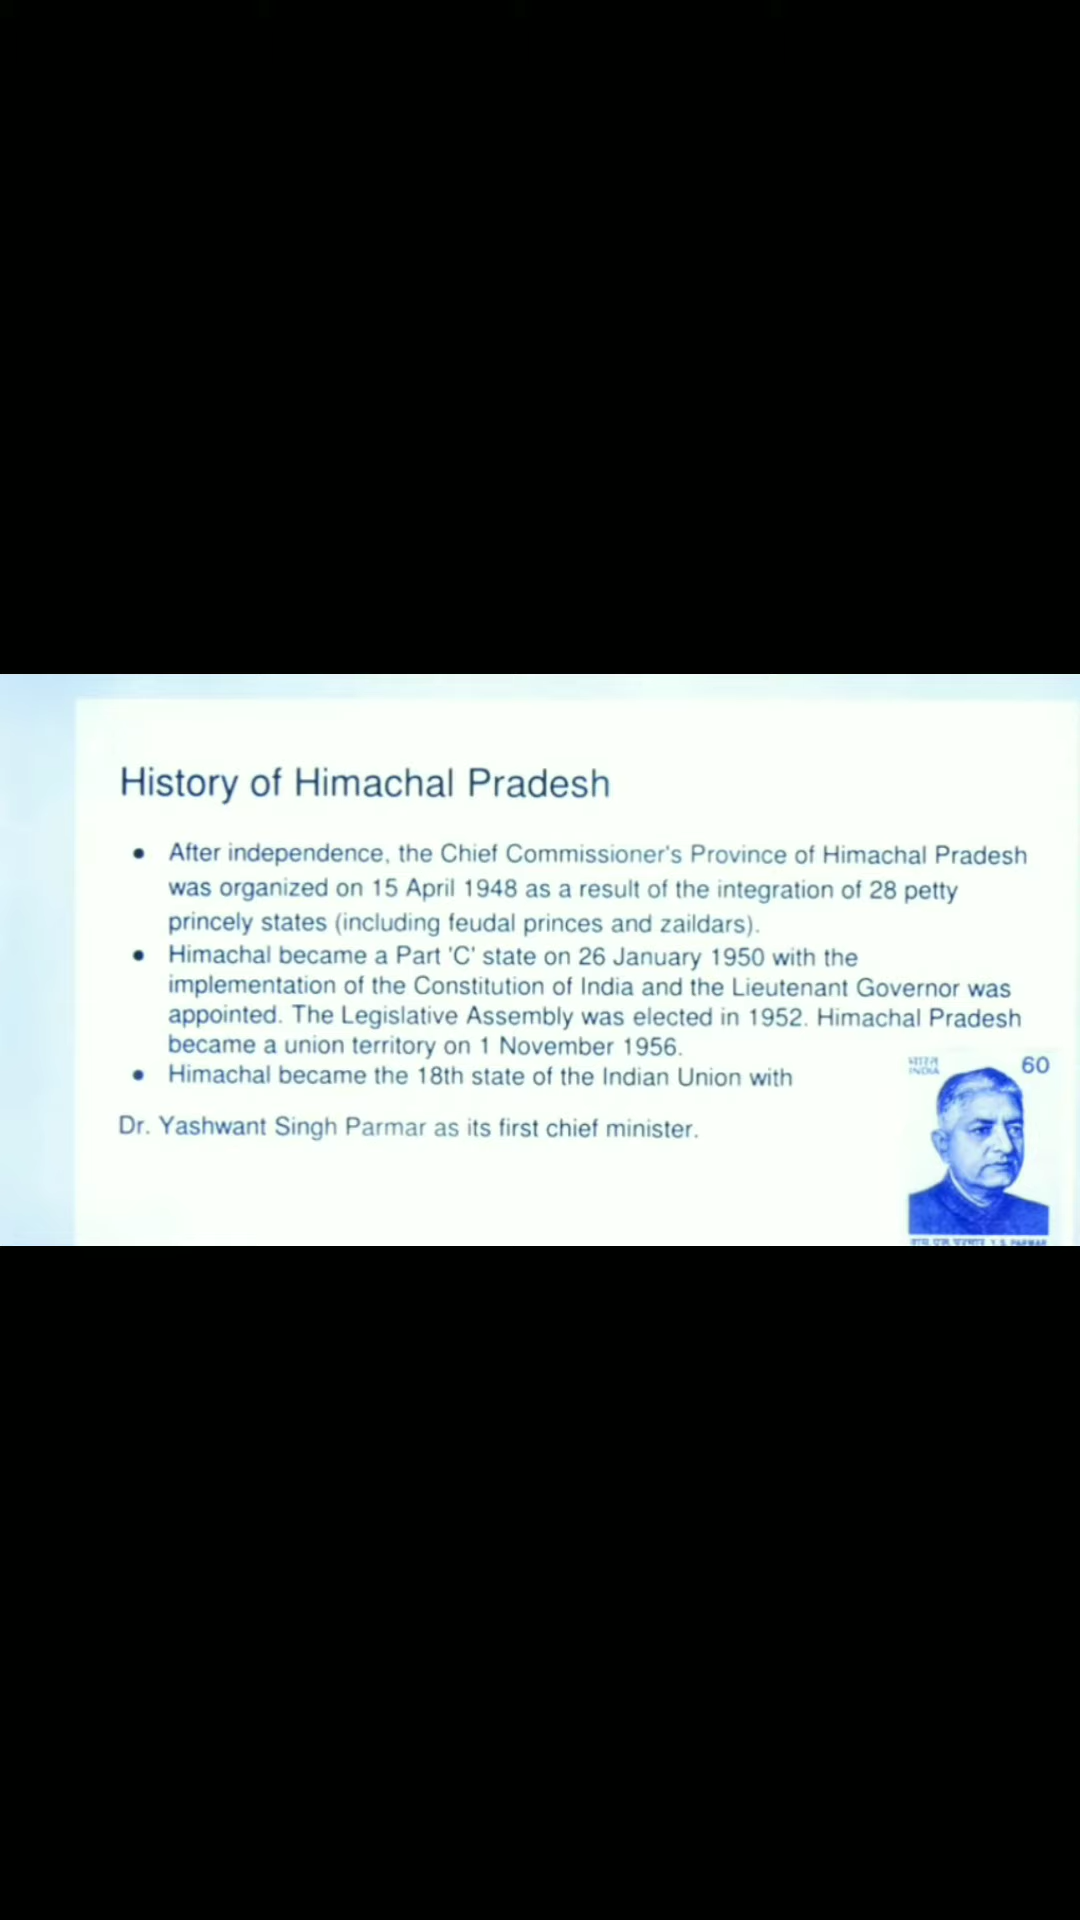 History of Himachal Pradesh
● After independence, the Chief Commissioner's Province of Himachal Pradesh
was organized on 15 April 1948 as a result of the integration of 28 petty
princely states (including feudal princes and zaildars).
● Himachal became a Part 'C' state on 26 January 1950 with the
implementation of the Constitution of India and the Lieutenant Governor was
appointed. The Legislative Assembly was elected in 1952. Himachal Pradesh
became a union territory on 1 November 1956.
● Himachal became the 18th state of the Indian Union with
Dr. Yashwant Singh Parmar as its first chief minister.
भारत 60
INDIA
वाय. एस. परमार Y. S. PARMAR